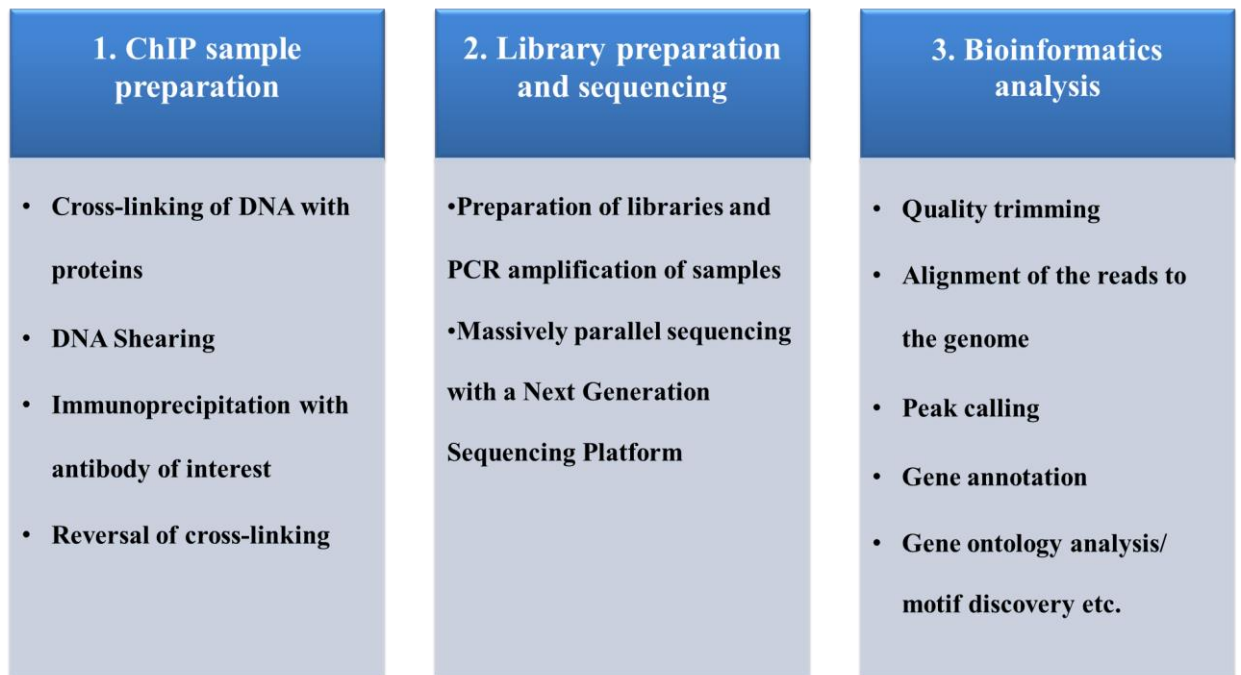 1. ChIP sample
preparation
• Cross-linking of DNA with
proteins
• DNA Shearing
• Immunoprecipitation with
antibody of interest
• Reversal of cross-linking
2. Library preparation
and sequencing
•Preparation of libraries and
PCR amplification of samples
•Massively parallel sequencing
with a Next Generation
Sequencing Platform
3. Bioinformatics
analysis
• Quality trimming
• Alignment of the reads to
the genome
• Peak calling
• Gene annotation
• Gene ontology analysis/
motif discovery etc.